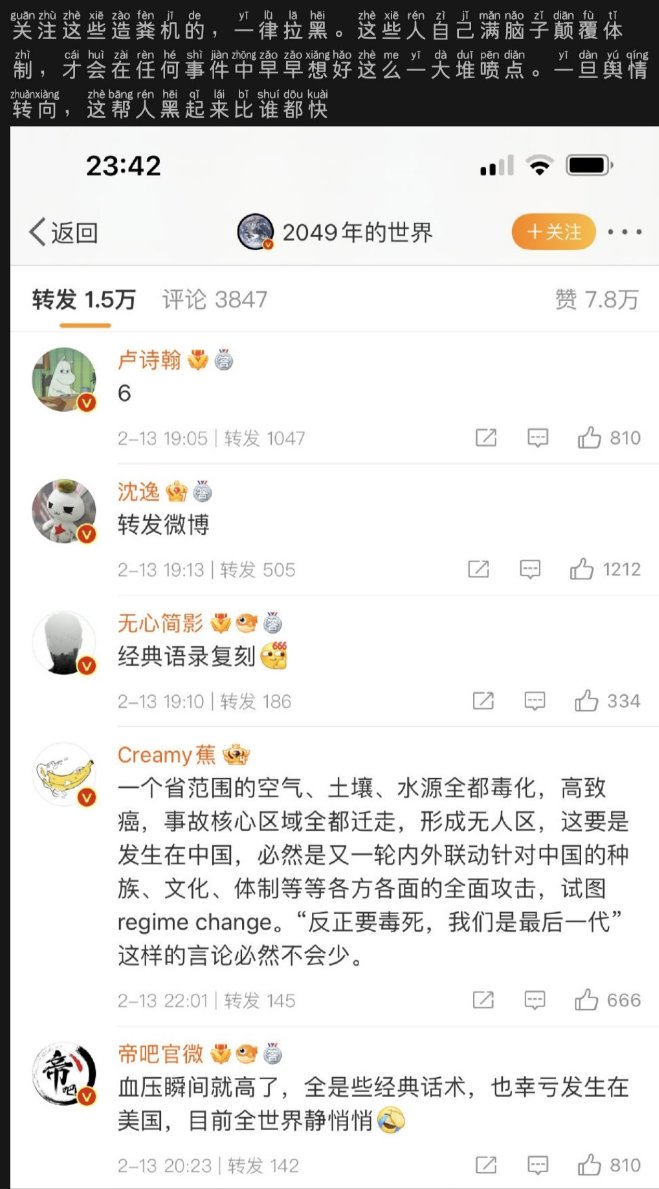 guān zhù zhè xiē zào fèn jī de yī lǜ lā hēi zhè xiē rén zì jǐ mǎn nǎo zǐ diān fù tǐ
关注这些造粪机的，一律拉黑。这些人自己满脑子颠覆体
zhì cái huì zài rèn hé shì jiàn zhōng zǎo zǎo xiǎng hǎo zhè me yī dà duī pēn diǎn yī dàn yú qíng
制，才会在任何事件中早早想好这么一大堆喷点。一旦舆情
zhuǎnxiàng zhè bāng rén hēi qǐ lái bǐ shuí dōu kuài
转向，这帮人黑起来比谁都快
23:42
返回 2049年的世界 +关注
转发 1.5万 评论 3847 赞 7.8万
卢诗翰
6
2-13 19:05 | 转发 1047 810
沈逸
转发微博
2-13 19:13 | 转发 505 1212
无心简影
经典语录复刻 666
2-13 19:10 | 转发 186 334
Creamy蕉
一个省范围的空气、土壤、水源全都毒化，高致
癌，事故核心区域全都迁走，形成无人区，这要是
发生在中国，必然是又一轮内外联动针对中国的种
族、文化、体制等等各方各面的全面攻击，试图
regime change。“反正要毒死，我们是最后一代”
这样的言论必然不会少。
2-13 22:01 | 转发 145 666
帝吧官微
血压瞬间就高了，全是些经典话术，也幸亏发生在
美国，目前全世界静悄悄
2-13 20:23 | 转发 142 810
帝吧